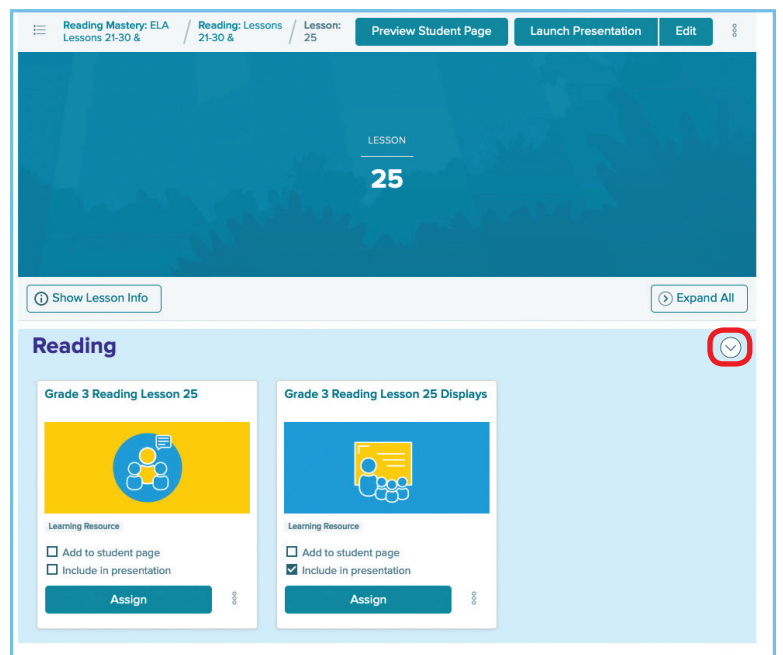 Reading Mastery: ELA
Lessons 21-30 &
/
Reading: Lessons
21-30 &
/
Lesson:
25
Preview Student Page
Launch Presentation
Edit
LESSON
25
Show Lesson Info
Expand All
Reading
Grade 3 Reading Lesson 25
Learning Resource
Add to student page
Include in presentation
Assign
Grade 3 Reading Lesson 25 Displays
Learning Resource
Add to student page
Include in presentation
Assign